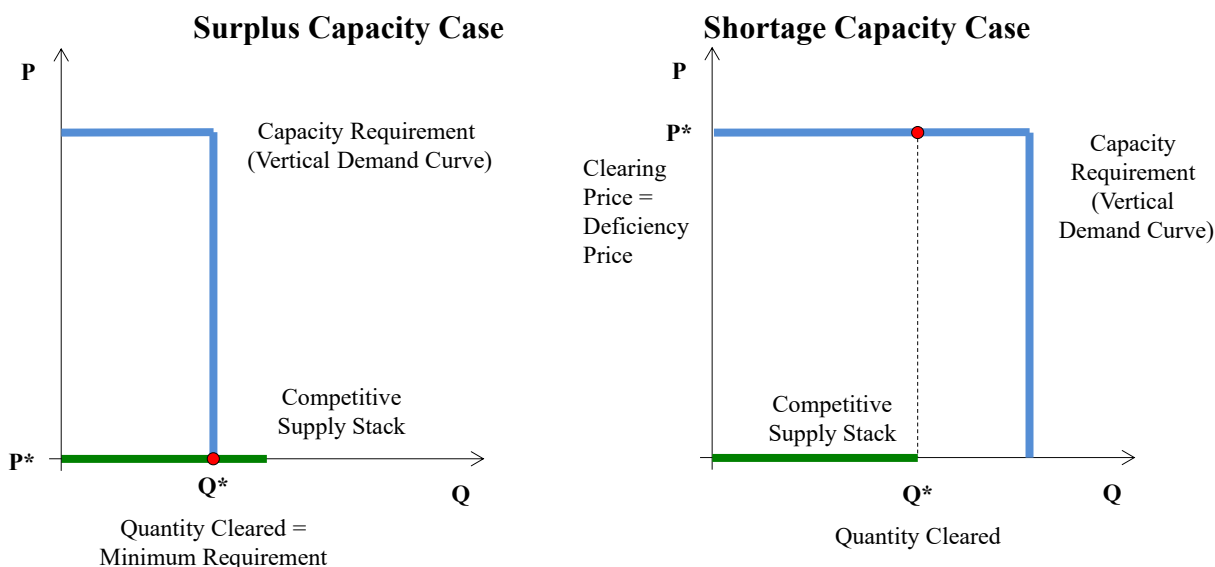 Surplus Capacity Case
P
Capacity Requirement
(Vertical Demand Curve)
Competitive
Supply Stack
P*
Q*
Q
Quantity Cleared =
Minimum Requirement
Shortage Capacity Case
P
P*
Clearing
Price =
Deficiency
Price
Capacity
Requirement
(Vertical
Demand Curve)
Competitive
Supply Stack
Q*
Q
Quantity Cleared